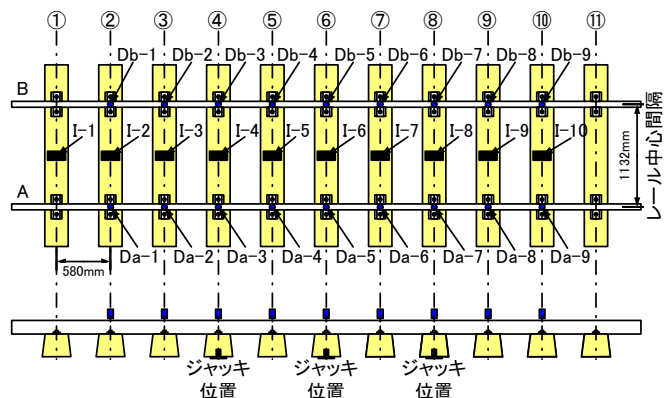 ① ② ③ ④ ⑤ ⑥ ⑦ ⑧ ⑨ ⑩ ⑪
Db-1 Db-2 Db-3 Db-4 Db-5 Db-6 Db-7 Db-8 Db-9
B
I-1 I-2 I-3 I-4 I-5 I-6 I-7 I-8 I-9 I-10
1132mm
レール中心間隔
A
Da-1 Da-2 Da-3 Da-4 Da-5 Da-6 Da-7 Da-8 Da-9
580mm
ジャッキ ジャッキ ジャッキ
位置 位置 位置